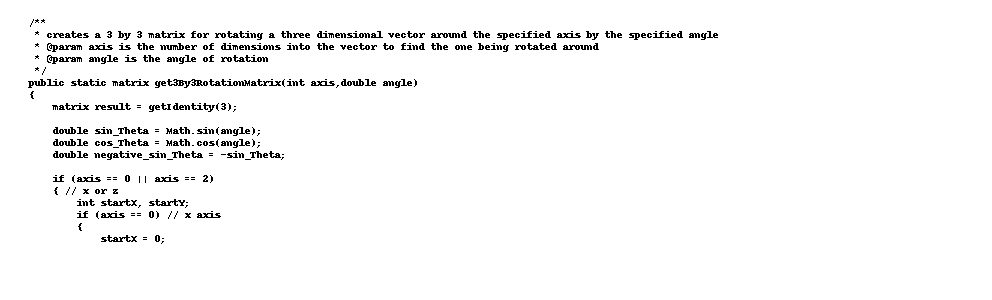 /**
 * creates a 3 by 3 matrix for rotating a three dimensional vector around the specified axis by the specified angle
 * @param axis is the number of dimensions into the vector to find the one being rotated around
 * @param angle is the angle of rotation
 */
public static matrix get3By3RotationMatrix(int axis,double angle)
{
    matrix result = getIdentity(3);

    double sin_Theta = Math.sin(angle);
    double cos_Theta = Math.cos(angle);
    double negative_sin_Theta = -sin_Theta;

    if (axis == 0 || axis == 2)
    { // x or z
        int startX, startY;
        if (axis == 0) // x axis
        {
            startX = 0;